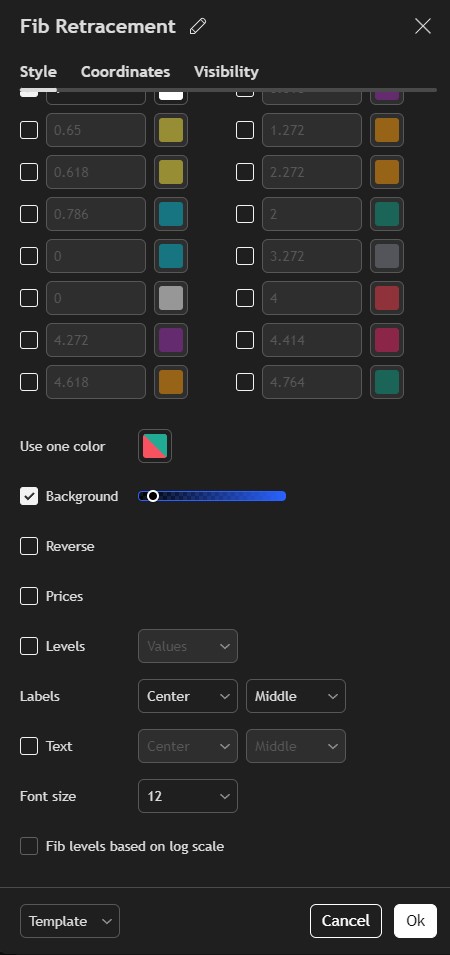 Fib Retracement
Style Coordinates Visibility
0.65 1.272
0.618 2.272
0.786 2
0 3.272
0 4
4.272 4.414
4.618 4.764
Use one color
Background
Reverse
Prices
Levels Values
Labels Center Middle
Text Center Middle
Font size 12
Fib levels based on log scale
Template Cancel Ok